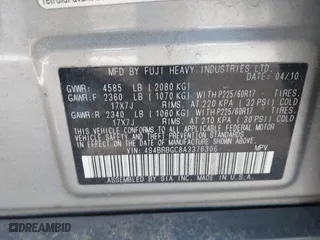 MFD. BY FUJI HEAVY INDUSTRIES LTD.
DATE 04/10
GVWR: 4585 LB (2080 KG)
GAWR:F 2360 LB (1070 KG) WITH P225/60R17 TIRES.
17X7J RIMS. AT 220 KPA (32 PSI) COLD
GAWR:R 2340 LB (1060 KG) WITH P225/60R17 TIRES.
17X7J RIMS. AT 210 KPA (30 PSI) COLD
THIS VEHICLE CONFORMS TO ALL APPLICABLE
FEDERAL MOTOR VEHICLE SAFETY, BUMPER, AND THEFT
PREVENTION STANDARDS IN EFFECT ON THE
DATE OF MANUFACTURE SHOWN ABOVE.
VIN: 4S4BRBGC8A3376306 MPV
ASSEMBLED BY SIA, INC. IN U.S.A.